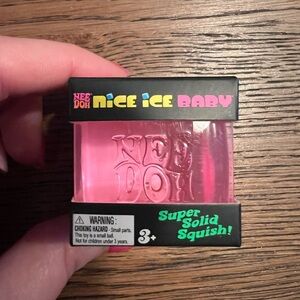 NEE DOH NICE ICE BABY
NEE
DOH
WARNING:
CHOKING HAZARD - Small parts.
This toy is a small ball.
Not for children under 3 years.
3+
Super
Solid
Squish!